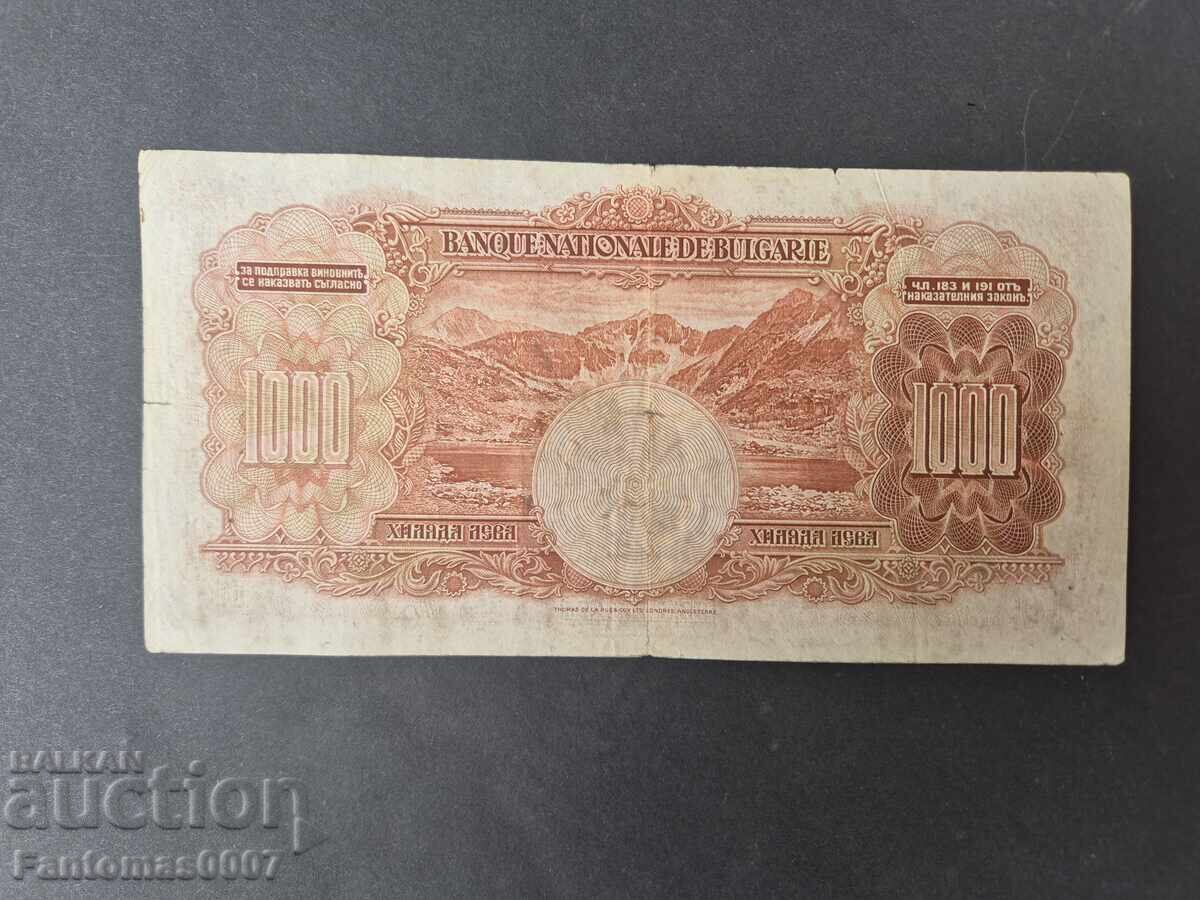 BANQUE·NATIONALE·DE·BULGARIE
ЗА ПОДПРАВКА ВИНОВНИТѢ
СЕ НАКАЗВАТЪ СЪГЛАСНО
ЧЛ. 183 И 191 ОТЪ
НАКАЗАТЕЛНИЯ ЗАКОНЪ.
1000
1000
ХИЛЯДА ЛЕВА
ХИЛЯДА ЛЕВА
THOMAS DE LA RUE & COY. LTD. LONDRES, ANGLETERRE.
BALKAN
auction
Fantomas0007